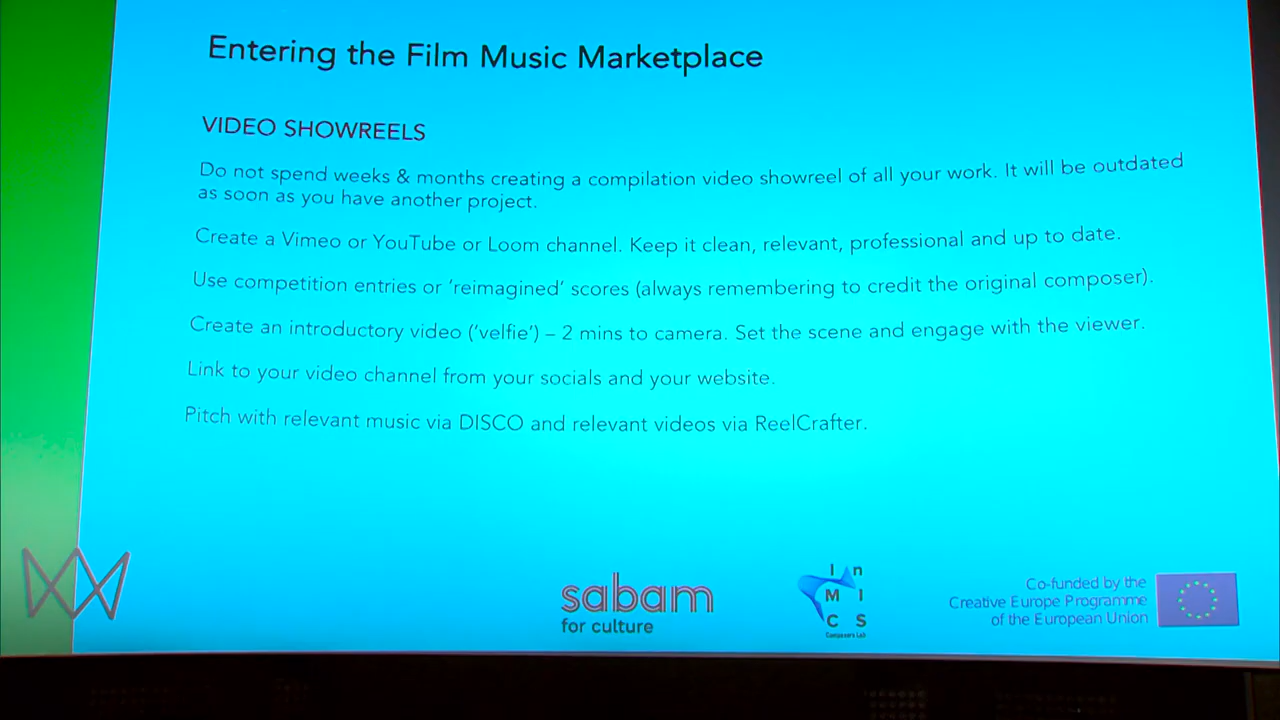 Entering the Film Music Marketplace
VIDEO SHOWREELS
Do not spend weeks & months creating a compilation video showreel of all your work. It will be outdated
as soon as you have another project.
Create a Vimeo or YouTube or Loom channel. Keep it clean, relevant, professional and up to date.
Use competition entries or ‘reimagined’ scores (always remembering to credit the original composer).
Create an introductory video (‘velfie’) – 2 mins to camera. Set the scene and engage with the viewer.
Link to your video channel from your socials and your website.
Pitch with relevant music via DISCO and relevant videos via ReelCrafter.
sabam
for culture
I n
M I
C S
Composers Lab
Co-funded by the
Creative Europe Programme
of the European Union